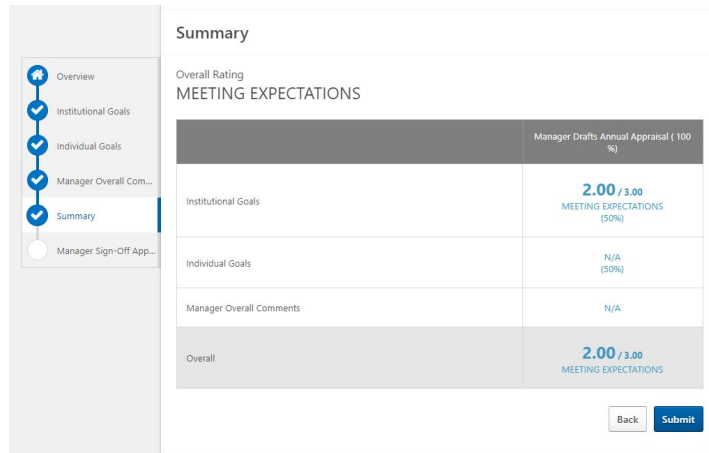 Summary
Overview
Institutional Goals
Individual Goals
Manager Overall Com...
Summary
Manager Sign-Off App...
Overall Rating
MEETING EXPECTATIONS
Manager Drafts Annual Appraisal ( 100
%)
Institutional Goals
2.00 / 3.00
MEETING EXPECTATIONS
(50%)
Individual Goals
N/A
(50%)
Manager Overall Comments
N/A
Overall
2.00 / 3.00
MEETING EXPECTATIONS
Back
Submit